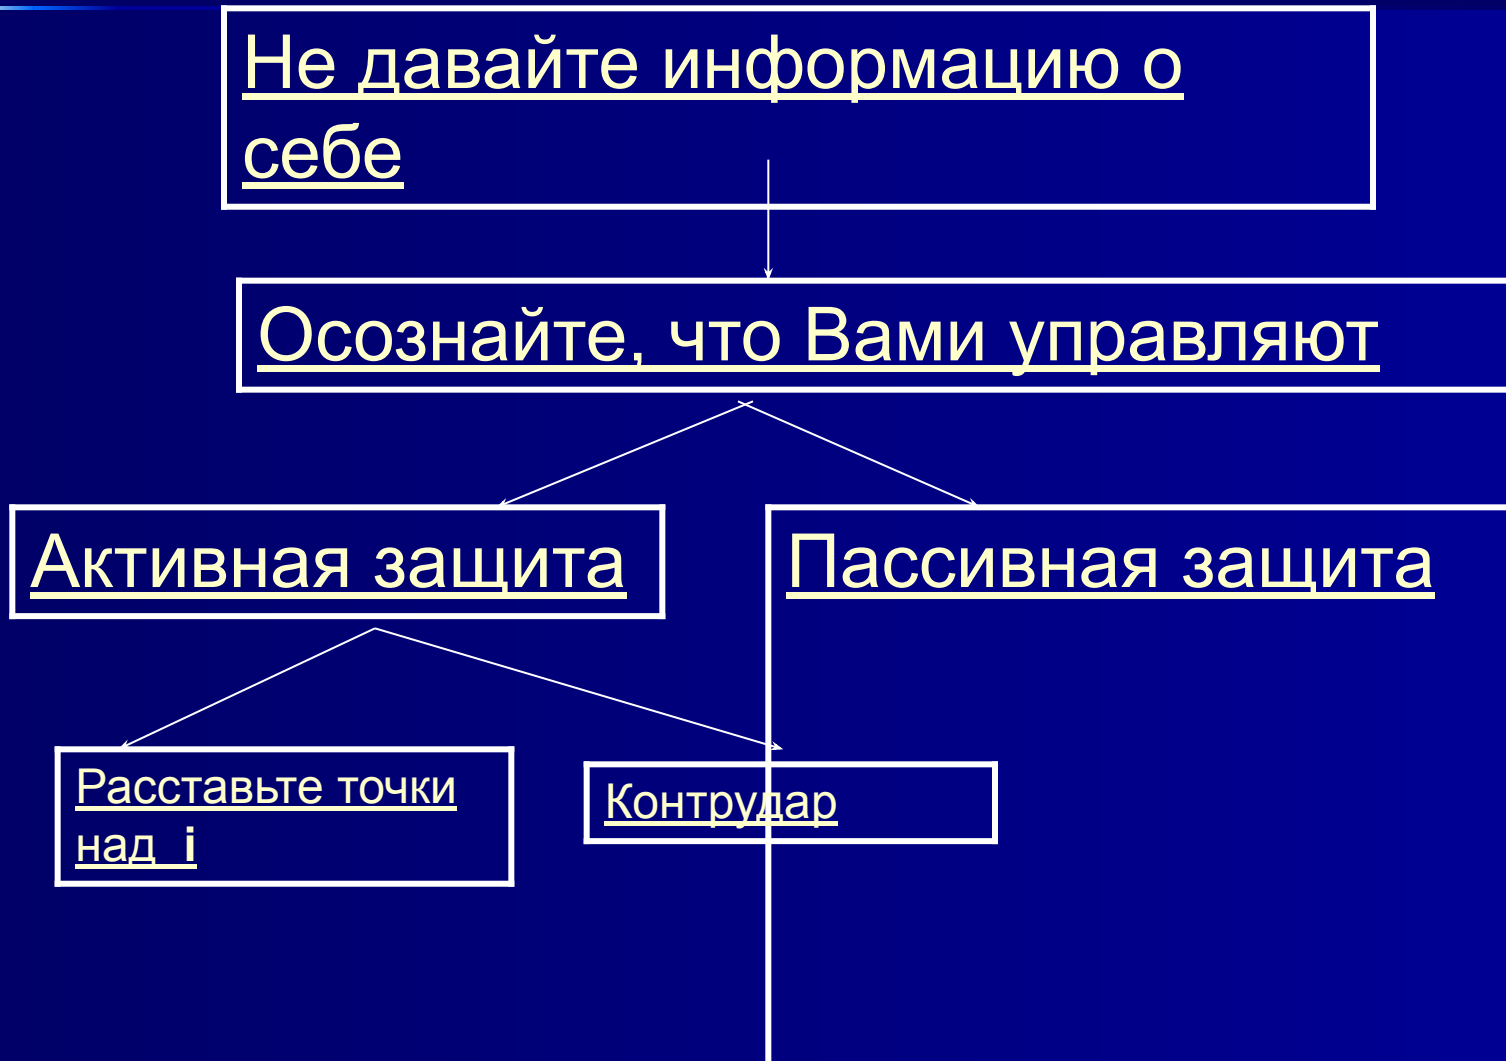 Не давайте информацию о
себе
Осознайте, что Вами управляют
Активная защита
Пассивная защита
Расставьте точки
над i
Контрудар